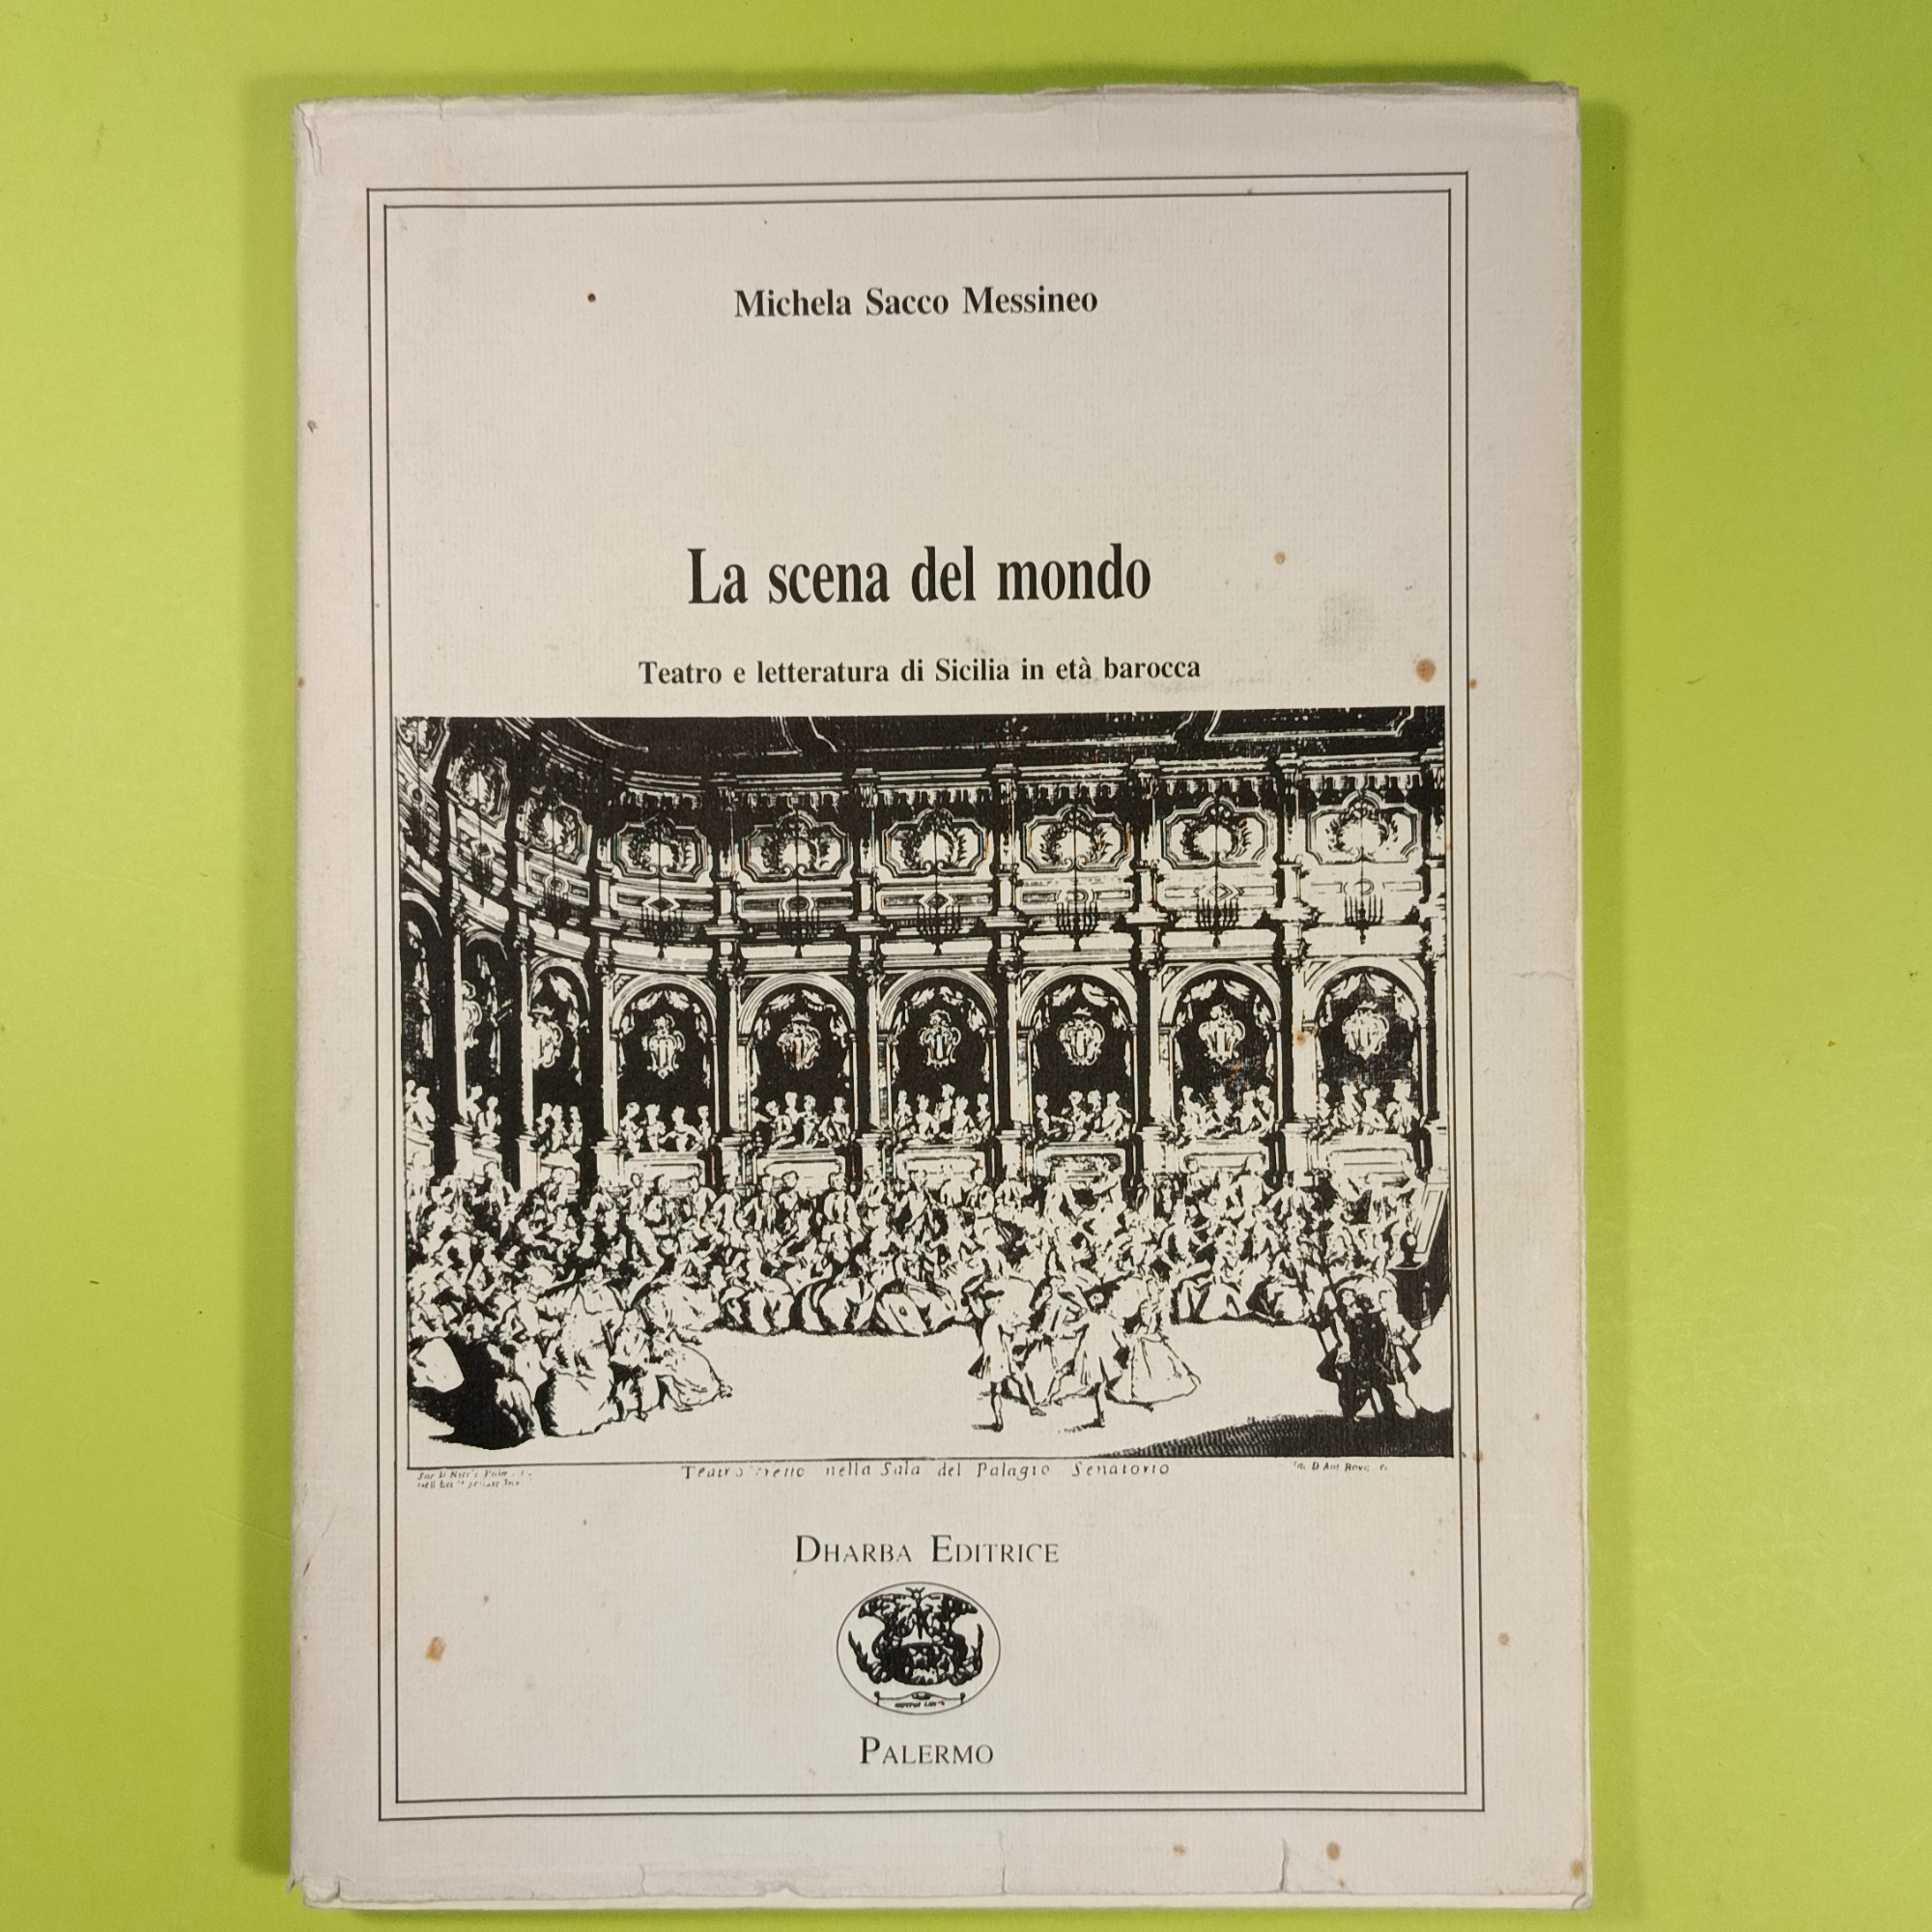 Michela Sacco Messineo
La scena del mondo
Teatro e letteratura di Sicilia in età barocca
Teatro nella Sala del Palagio Senatorio
DHARBA EDITRICE
PALERMO